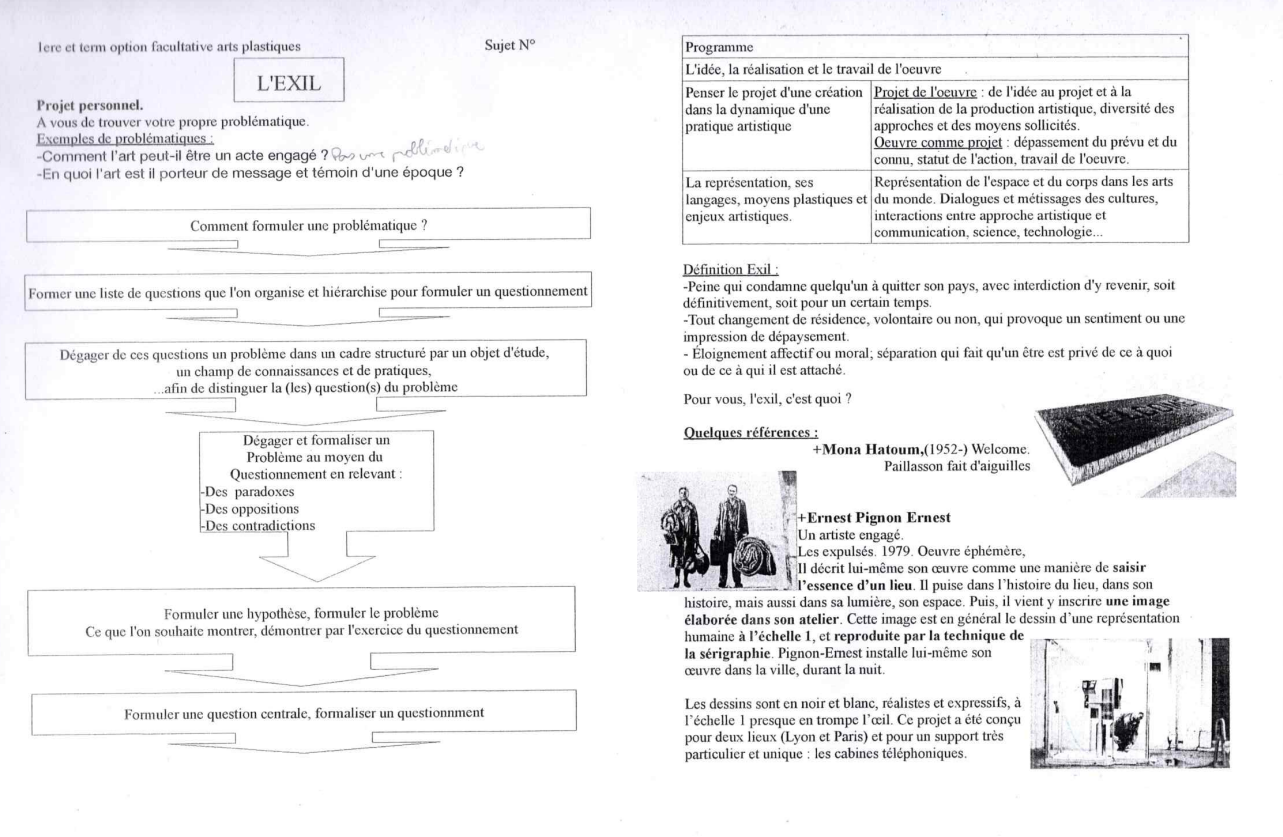 1ere et term option facultative arts plastiques
Sujet N°
L'EXIL
Projet personnel.
A vous de trouver votre propre problématique.
Exemples de problématiques :
-Comment l'art peut-il être un acte engagé ? Pas une problématique
-En quoi l'art est il porteur de message et témoin d'une époque ?
Comment formuler une problématique ?
Former une liste de questions que l'on organise et hiérarchise pour formuler un questionnement
Dégager de ces questions un problème dans un cadre structuré par un objet d'étude,
un champ de connaissances et de pratiques,
...afin de distinguer la (les) question(s) du problème
Dégager et formaliser un
Problème au moyen du
Questionnement en relevant :
-Des paradoxes
-Des oppositions
-Des contradictions
Formuler une hypothèse, formuler le problème
Ce que l'on souhaite montrer, démontrer par l'exercice du questionnement
Formuler une question centrale, formaliser un questionnment
Programme
L'idée, la réalisation et le travail de l'oeuvre
Penser le projet d'une création
dans la dynamique d'une
pratique artistique
Projet de l'oeuvre : de l'idée au projet et à la
réalisation de la production artistique, diversité des
approches et des moyens sollicités.
Oeuvre comme projet : dépassement du prévu et du
connu, statut de l'action, travail de l'oeuvre.
La représentation, ses
langages, moyens plastiques et
enjeux artistiques.
Représentation de l'espace et du corps dans les arts
du monde. Dialogues et métissages des cultures,
interactions entre approche artistique et
communication, science, technologie...
Définition Exil :
-Peine qui condamne quelqu'un à quitter son pays, avec interdiction d'y revenir, soit
définitivement, soit pour un certain temps.
-Tout changement de résidence, volontaire ou non, qui provoque un sentiment ou une
impression de dépaysement.
- Éloignement affectif ou moral; séparation qui fait qu'un être est privé de ce à quoi
ou de ce à qui il est attaché.
Pour vous, l'exil, c'est quoi ?
Quelques références :
+Mona Hatoum,(1952-) Welcome.
Paillasson fait d'aiguilles
WELCOME
+Ernest Pignon Ernest
Un artiste engagé.
Les expulsés. 1979. Oeuvre éphémère,
Il décrit lui-même son œuvre comme une manière de saisir
l'essence d'un lieu. Il puise dans l'histoire du lieu, dans son
histoire, mais aussi dans sa lumière, son espace. Puis, il vient y inscrire une image
élaborée dans son atelier. Cette image est en général le dessin d'une représentation
humaine à l'échelle 1, et reproduite par la technique de
la sérigraphie. Pignon-Ernest installe lui-même son
œuvre dans la ville, durant la nuit.
Les dessins sont en noir et blanc, réalistes et expressifs, à
l'échelle 1 presque en trompe l'œil. Ce projet a été conçu
pour deux lieux (Lyon et Paris) et pour un support très
particulier et unique : les cabines téléphoniques.